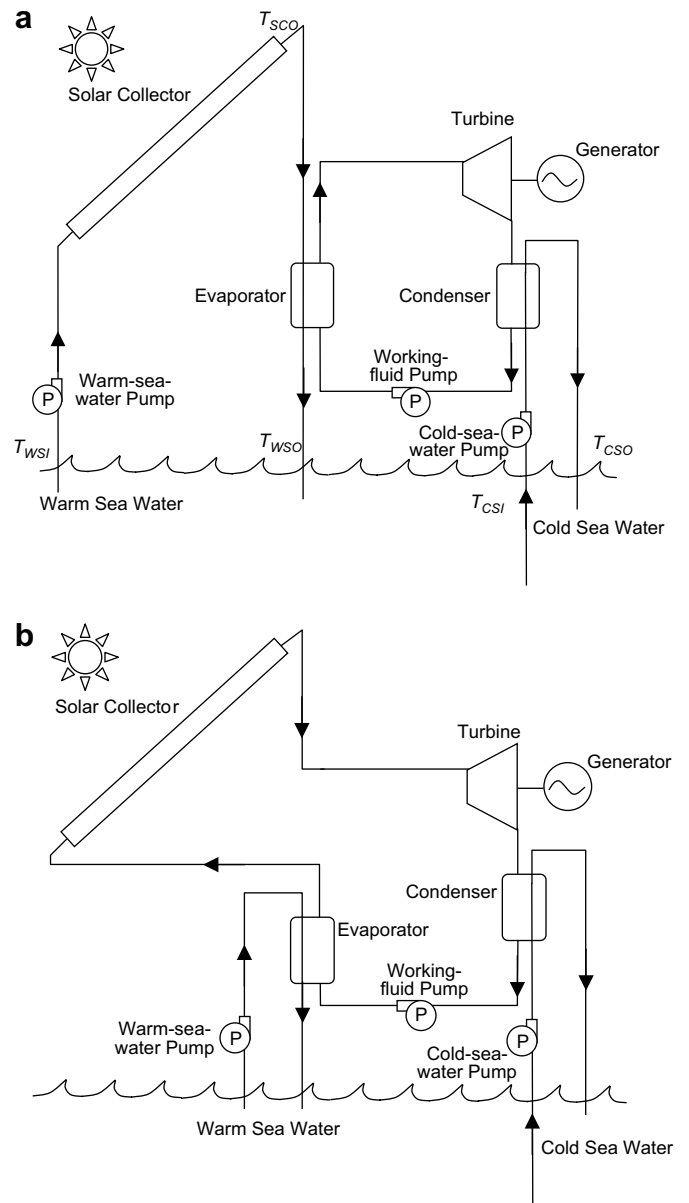 a
T_SCO
Solar Collector
Turbine
Generator
Evaporator
Condenser
Working-
fluid Pump
P
Warm-sea-
water Pump
P
Cold-sea-
water Pump
P
T_WSI
T_WSO
T_CSO
Warm Sea Water
T_CSI
Cold Sea Water
b
Solar Collector
Turbine
Generator
Condenser
Evaporator
Working-
fluid Pump
P
Warm-sea-
water Pump
P
Cold-sea-
water Pump
P
Warm Sea Water
Cold Sea Water